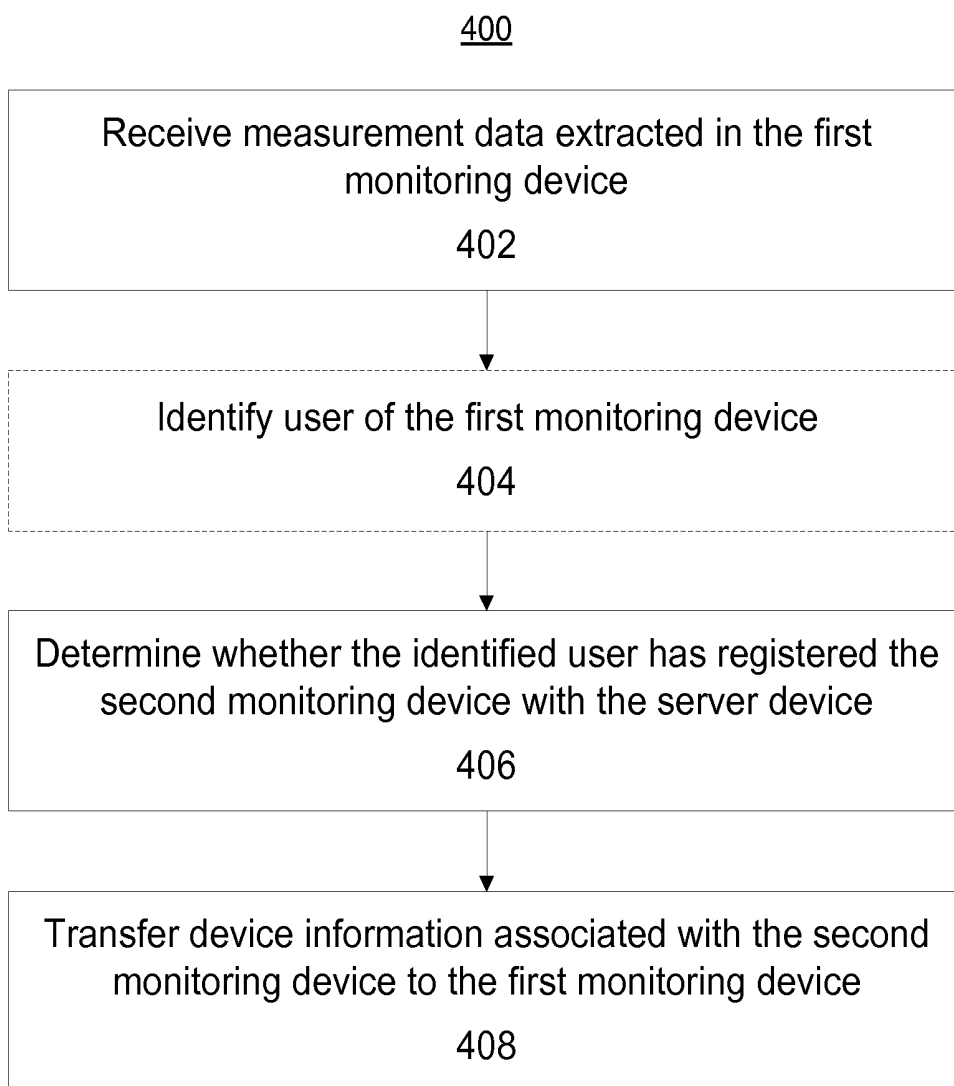 400
Receive measurement data extracted in the first
monitoring device
402
Identify user of the first monitoring device
404
Determine whether the identified user has registered the
second monitoring device with the server device
406
Transfer device information associated with the second
monitoring device to the first monitoring device
408